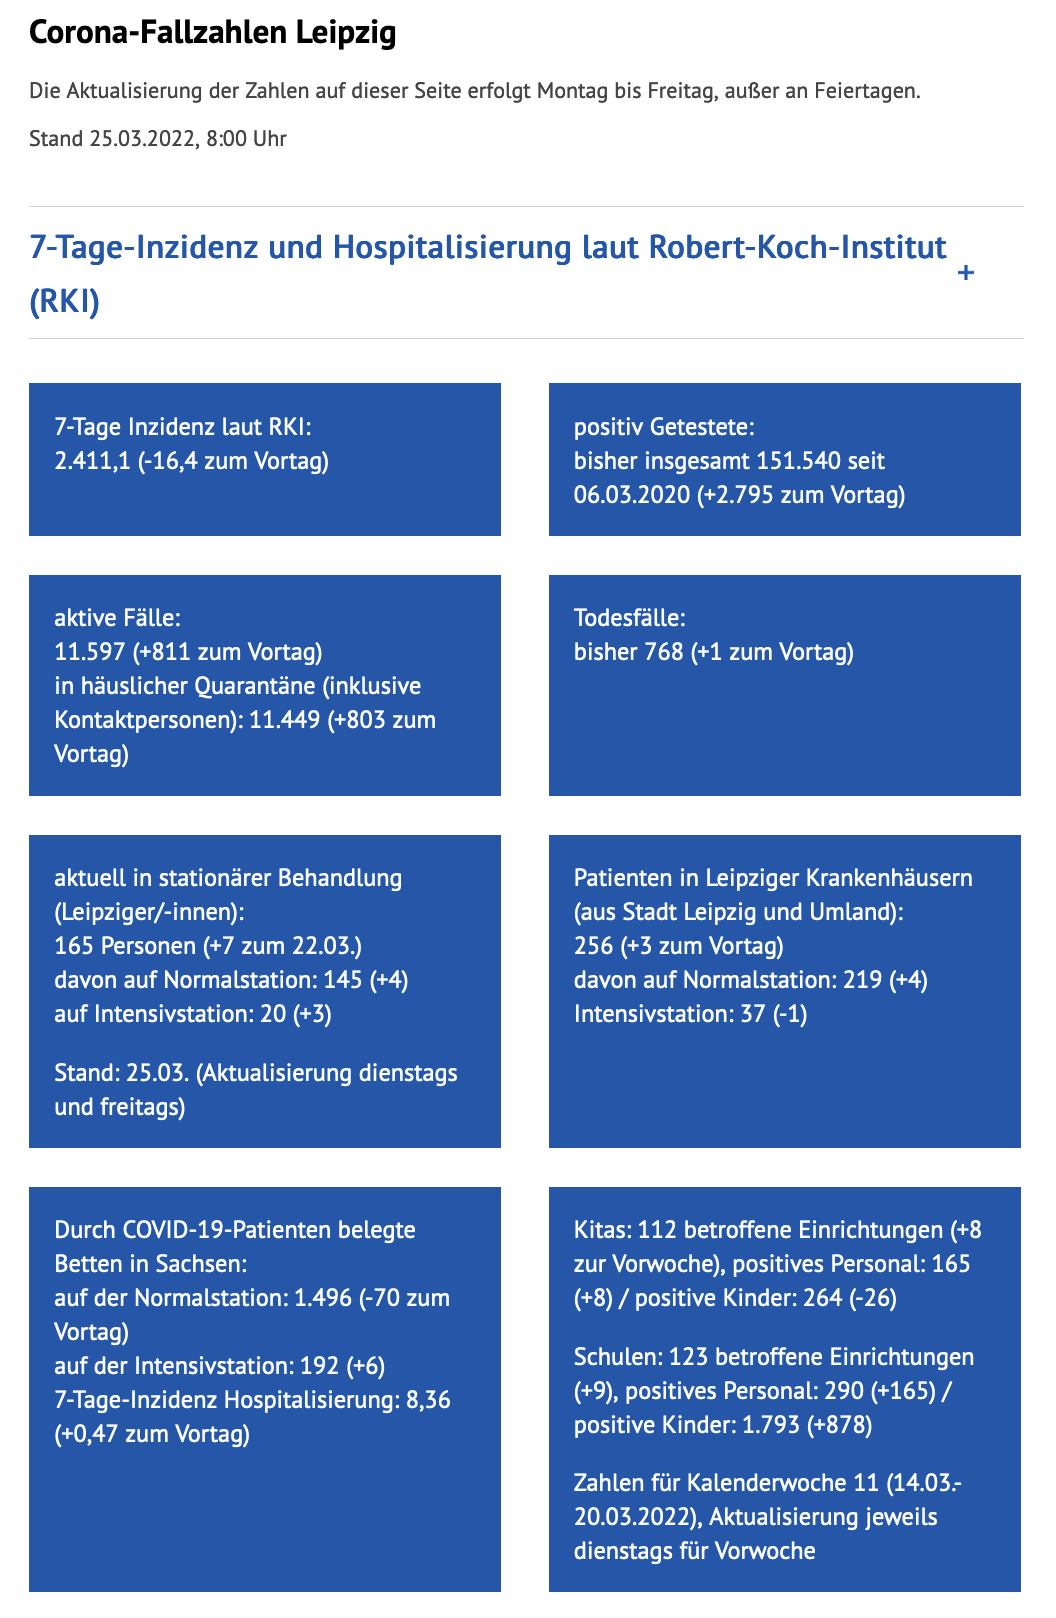 Corona-Fallzahlen Leipzig
Die Aktualisierung der Zahlen auf dieser Seite erfolgt Montag bis Freitag, außer an Feiertagen.
Stand 25.03.2022, 8:00 Uhr
7-Tage-Inzidenz und Hospitalisierung laut Robert-Koch-Institut
(RKI)
+
7-Tage Inzidenz laut RKI:
2.411,1 (-16,4 zum Vortag)
positiv Getestete:
bisher insgesamt 151.540 seit
06.03.2020 (+2.795 zum Vortag)
aktive Fälle:
11.597 (+811 zum Vortag)
in häuslicher Quarantäne (inklusive
Kontaktpersonen): 11.449 (+803 zum
Vortag)
Todesfälle:
bisher 768 (+1 zum Vortag)
aktuell in stationärer Behandlung
(Leipziger/-innen):
165 Personen (+7 zum 22.03.)
davon auf Normalstation: 145 (+4)
auf Intensivstation: 20 (+3)
Stand: 25.03. (Aktualisierung dienstags
und freitags)
Patienten in Leipziger Krankenhäusern
(aus Stadt Leipzig und Umland):
256 (+3 zum Vortag)
davon auf Normalstation: 219 (+4)
Intensivstation: 37 (-1)
Durch COVID-19-Patienten belegte
Betten in Sachsen:
auf der Normalstation: 1.496 (-70 zum
Vortag)
auf der Intensivstation: 192 (+6)
7-Tage-Inzidenz Hospitalisierung: 8,36
(+0,47 zum Vortag)
Kitas: 112 betroffene Einrichtungen (+8
zur Vorwoche), positives Personal: 165
(+8) / positive Kinder: 264 (-26)
Schulen: 123 betroffene Einrichtungen
(+9), positives Personal: 290 (+165) /
positive Kinder: 1.793 (+878)
Zahlen für Kalenderwoche 11 (14.03.-
20.03.2022), Aktualisierung jeweils
dienstags für Vorwoche